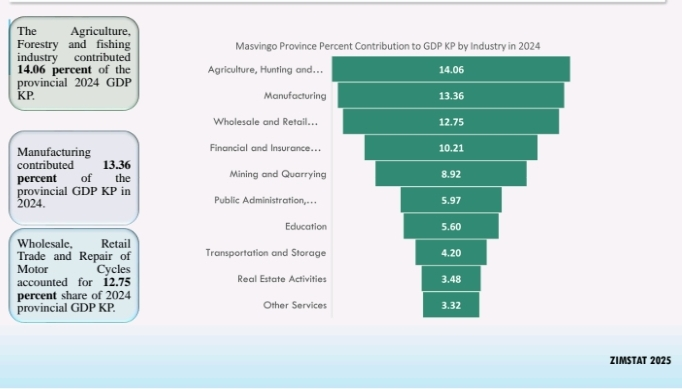 The Agriculture,
Forestry and fishing
industry contributed
14.06 percent of the
provincial 2024 GDP
KP.
Manufacturing
contributed 13.36
percent of the
provincial GDP KP in
2024.
Wholesale, Retail
Trade and Repair of
Motor Cycles
accounted for 12.75
percent share of 2024
provincial GDP KP.
Masvingo Province Percent Contribution to GDP KP by Industry in 2024
Agriculture, Hunting and... 14.06
Manufacturing 13.36
Wholesale and Retail... 12.75
Financial and Insurance... 10.21
Mining and Quarrying 8.92
Public Administration,... 5.97
Education 5.60
Transportation and Storage 4.20
Real Estate Activities 3.48
Other Services 3.32
ZIMSTAT 2025